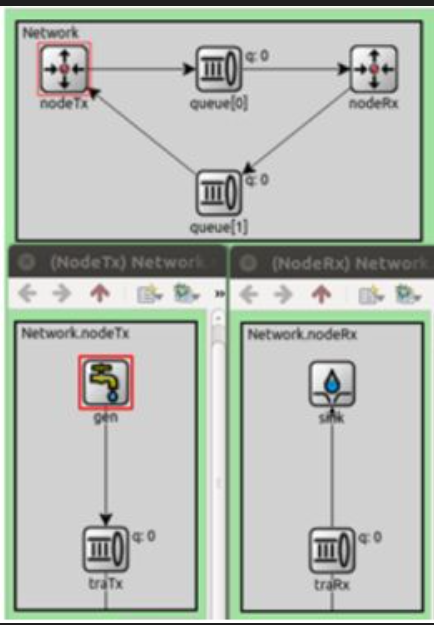 Network
q: 0
nodeTx
queue[0]
nodeRx
q: 0
queue[1]
(NodeTx) Network.
(NodeRx) Network
»
Network.nodeTx
Network.nodeRx
gen
sink
q: 0
q: 0
traTx
traRx